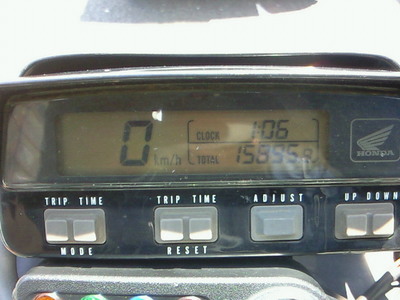 CLOCK 1:06
0 km/h TOTAL
HONDA
TRIP TIME TRIP TIME ADJUST UP DOWN
MODE RESET